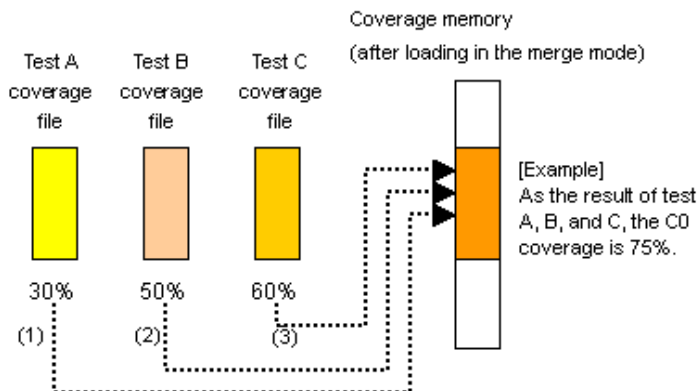 Coverage memory
(after loading in the merge mode)
Test A
coverage
file
Test B
coverage
file
Test C
coverage
file
[Example]
As the result of test
A, B, and C, the C0
coverage is 75%.
30%
50%
60%
(1)
(2)
(3)